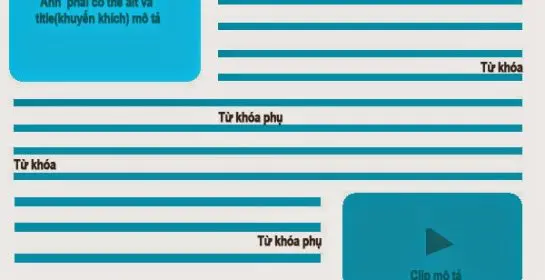 Ảnh phải có thẻ alt và
title(khuyến khích) mô tả
Từ khóa
Từ khóa phụ
Từ khóa
Từ khóa phụ
Clip mô tả